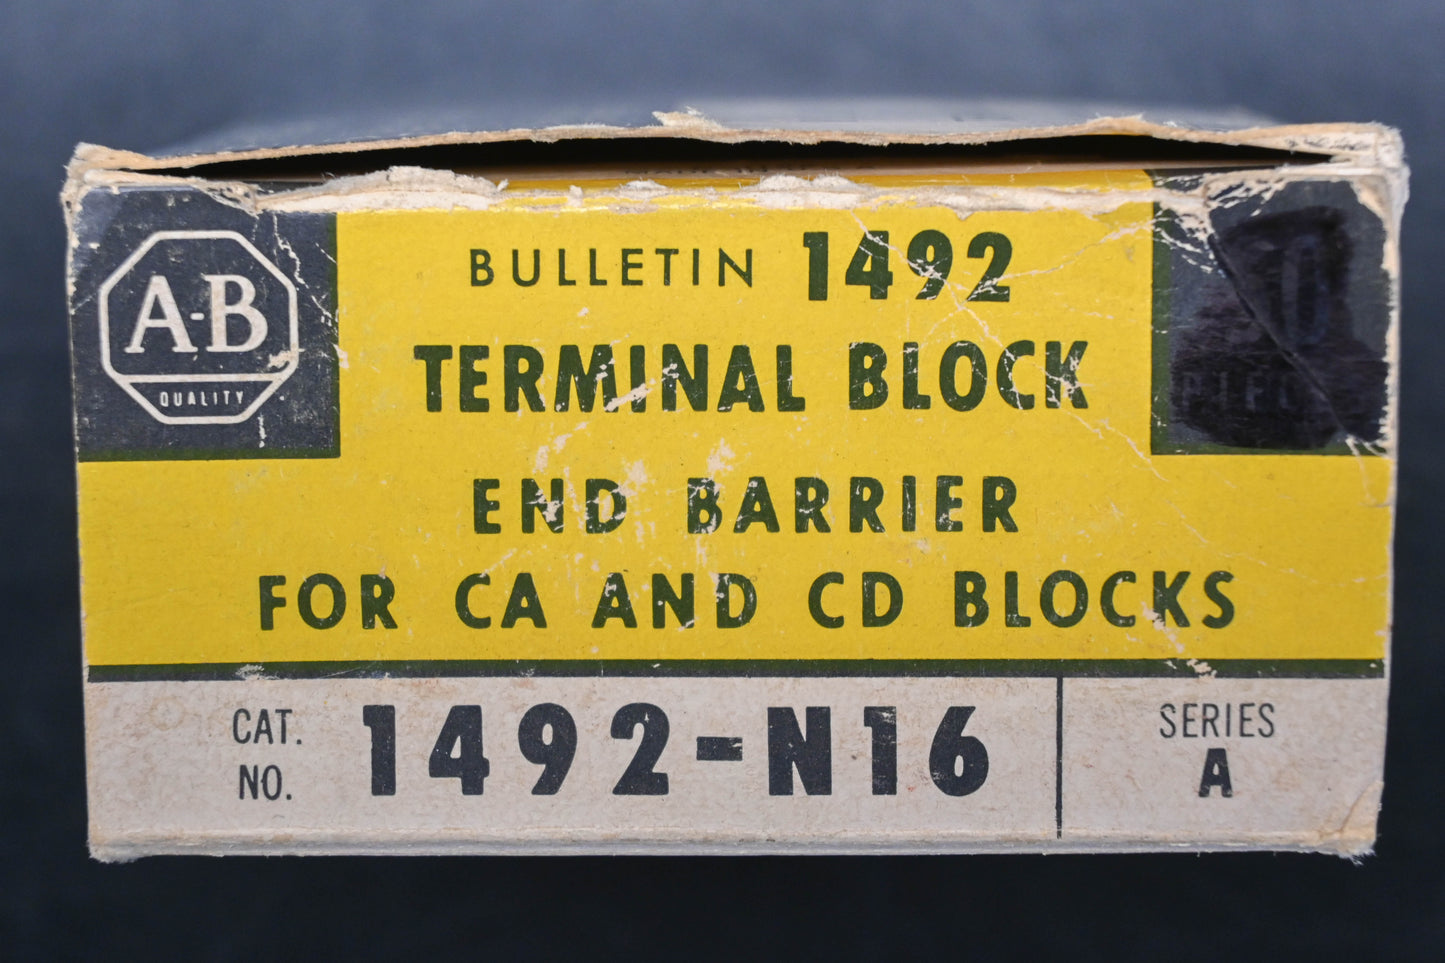 A-B
QUALITY
BULLETIN 1492
TERMINAL BLOCK
END BARRIER
FOR CA AND CD BLOCKS
CAT.
NO.
1492-N16
SERIES
A